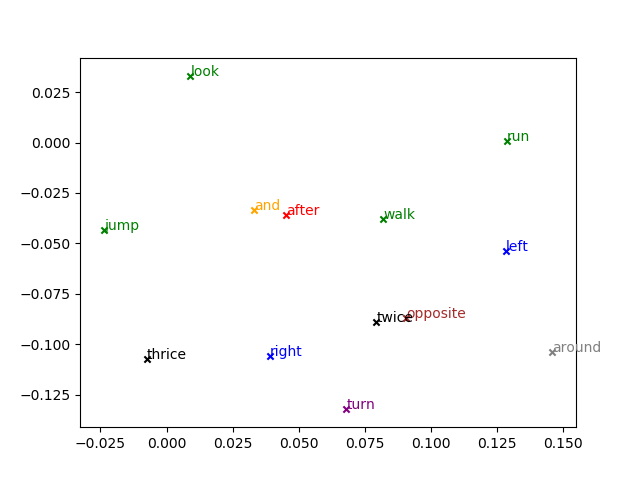 look
0.025
run
0.000
−0.025
and
after
walk
jump
−0.050
left
−0.075
twice
opposite
−0.100
thrice
right
around
turn
−0.125
−0.025
0.000
0.025
0.050
0.075
0.100
0.125
0.150